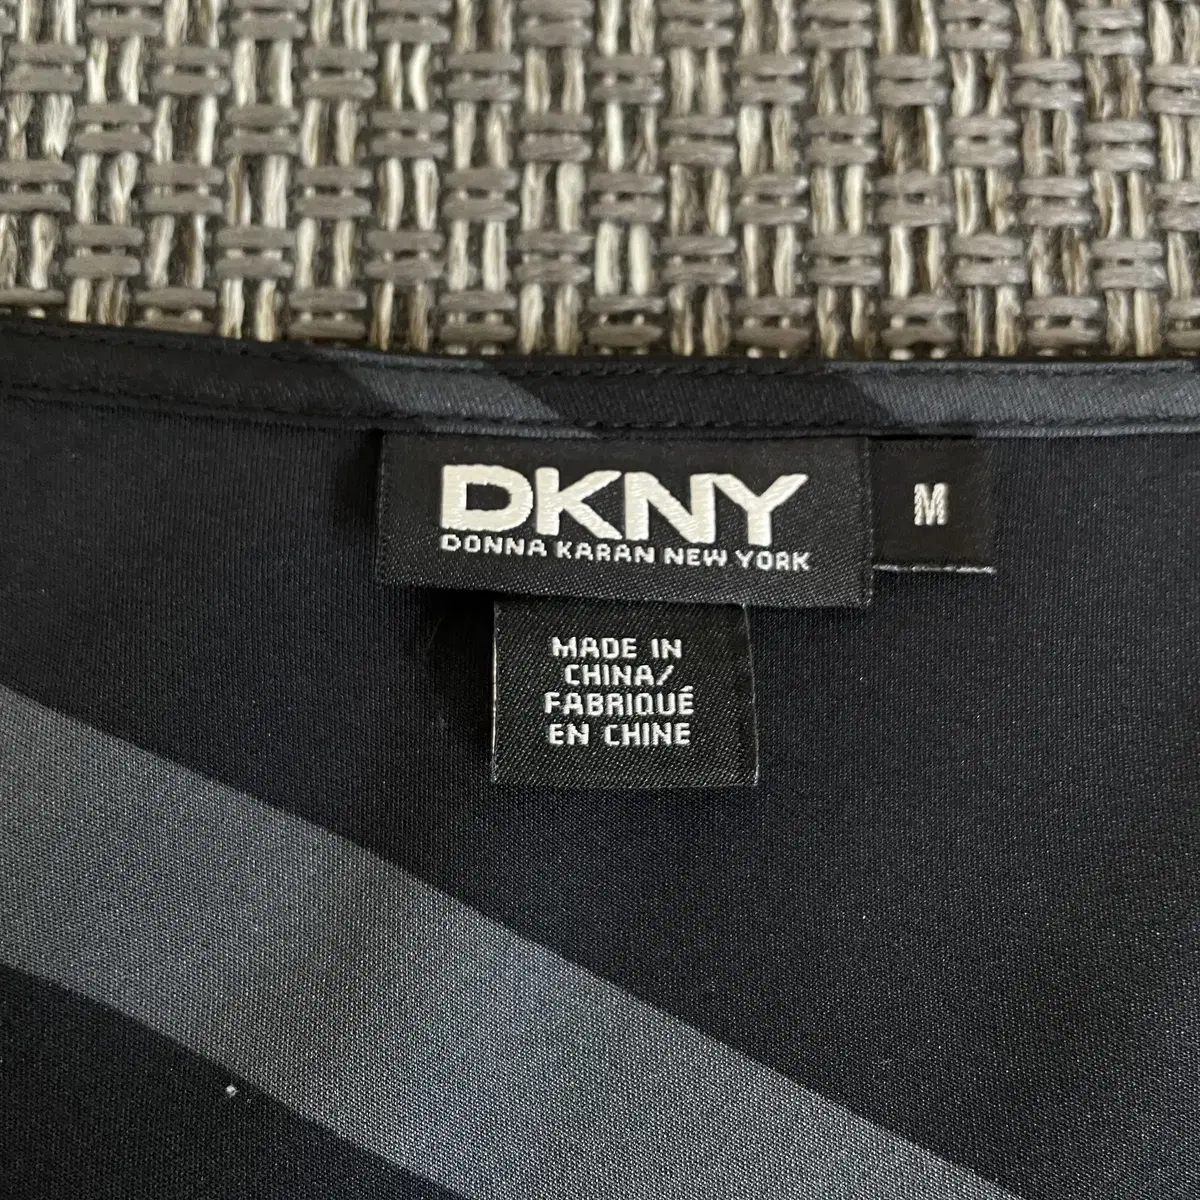 DKNY
DONNA KARAN NEW YORK
M
MADE IN
CHINA/
FABRIQUÉ
EN CHINE